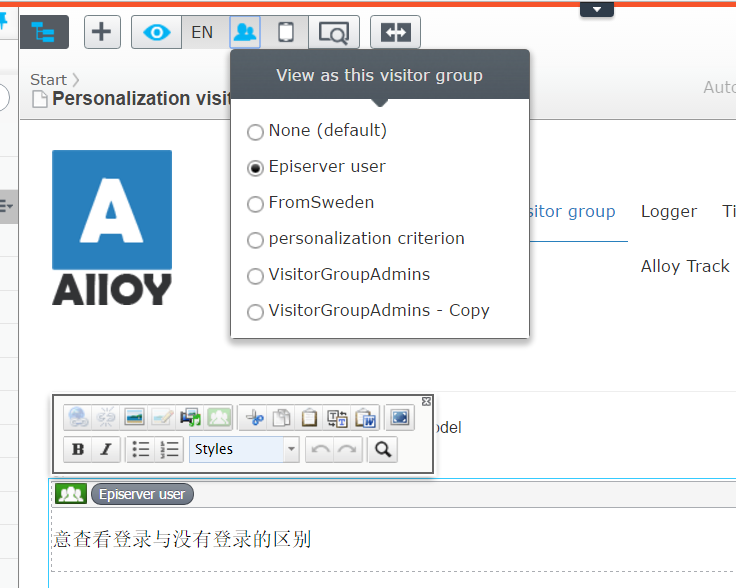 EN
View as this visitor group
Start
Personalization visit
Auto
None (default)
Episerver user
FromSweden
personalization criterion
VisitorGroupAdmins
VisitorGroupAdmins - Copy
A
Alloy
sitor group
Logger
Ti
Alloy Track
odel
B I
Styles
Episerver user
意查看登录与没有登录的区别